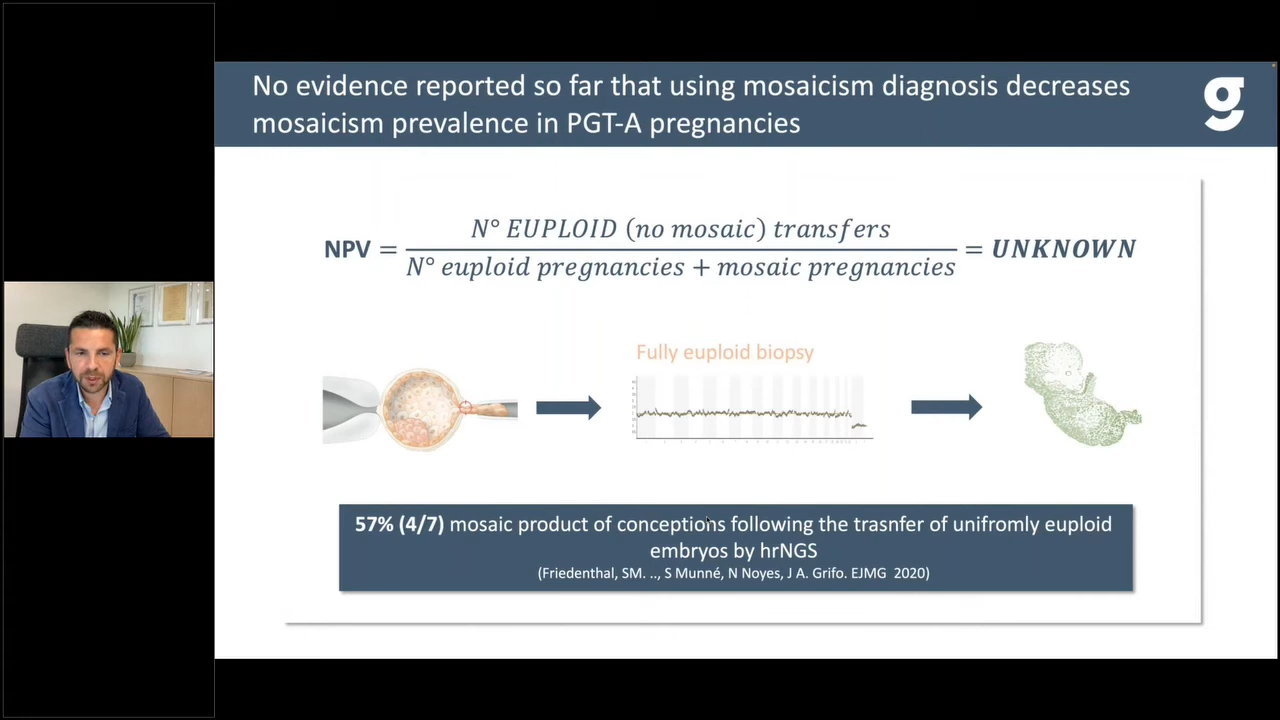 No evidence reported so far that using mosaicism diagnosis decreases
mosaicism prevalence in PGT-A pregnancies
g
NPV = N° EUPLOID (no mosaic) transfers / N° euploid pregnancies + mosaic pregnancies = UNKNOWN
Fully euploid biopsy
57% (4/7) mosaic product of conceptions following the trasnfer of unifromly euploid
embryos by hrNGS
(Friedenthal, SM. .., S Munné, N Noyes, J A. Grifo. EJMG 2020)